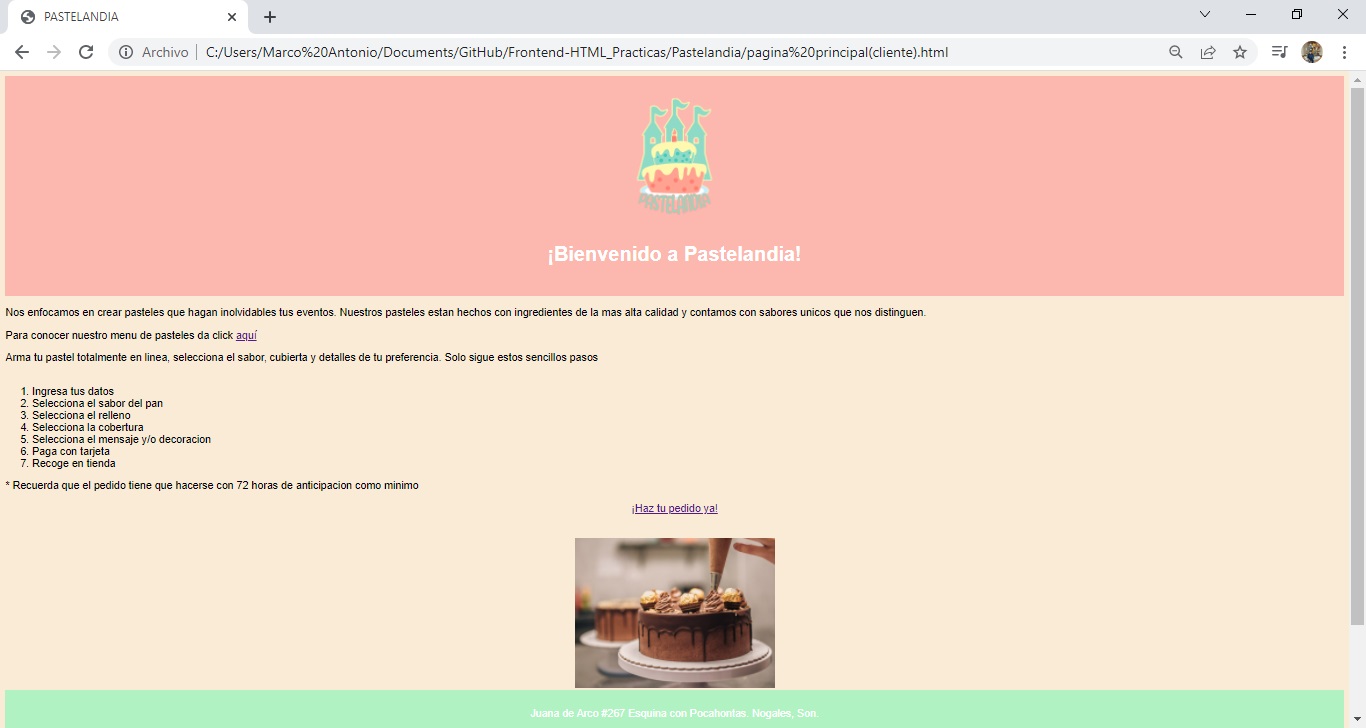 PASTELANDIA
Archivo C:/Users/Marco%20Antonio/Documents/GitHub/Frontend-HTML_Practicas/Pastelandia/pagina%20principal(cliente).html
PASTELANDIA
¡Bienvenido a Pastelandia!
Nos enfocamos en crear pasteles que hagan inolvidables tus eventos. Nuestros pasteles estan hechos con ingredientes de la mas alta calidad y contamos con sabores unicos que nos distinguen.
Para conocer nuestro menu de pasteles da click aquí
Arma tu pastel totalmente en linea, selecciona el sabor, cubierta y detalles de tu preferencia. Solo sigue estos sencillos pasos
1. Ingresa tus datos
2. Selecciona el sabor del pan
3. Selecciona el relleno
4. Selecciona la cobertura
5. Selecciona el mensaje y/o decoracion
6. Paga con tarjeta
7. Recoge en tienda
* Recuerda que el pedido tiene que hacerse con 72 horas de anticipacion como minimo
¡Haz tu pedido ya!
Juana de Arco #267 Esquina con Pocahontas. Nogales, Son.